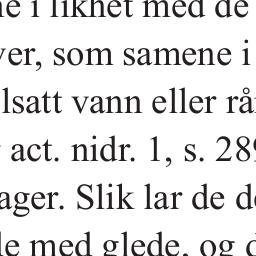 e i likhet med de
ver, som samene i
lsatt vann eller rå
act. nidr. 1, s. 289
ager. Slik lar de d
le med glede, og d